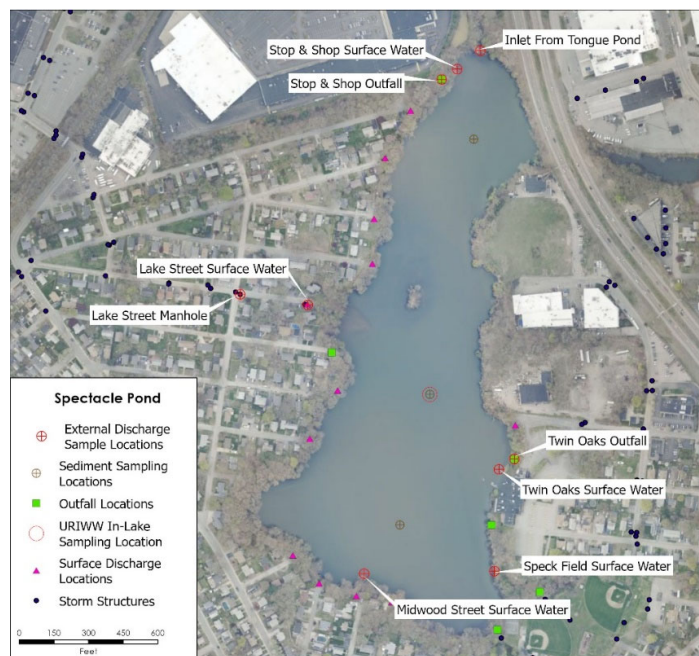 Inlet From Tongue Pond
Stop & Shop Surface Water
Stop & Shop Outfall
Lake Street Surface Water
Lake Street Manhole
Twin Oaks Outfall
Twin Oaks Surface Water
Speck Field Surface Water
Midwood Street Surface Water
Spectacle Pond
External Discharge
Sample Locations
Sediment Sampling
Locations
Outfall Locations
URIWW In-Lake
Sampling Location
Surface Discharge
Locations
Storm Structures
0 150 300 450 600
Feet